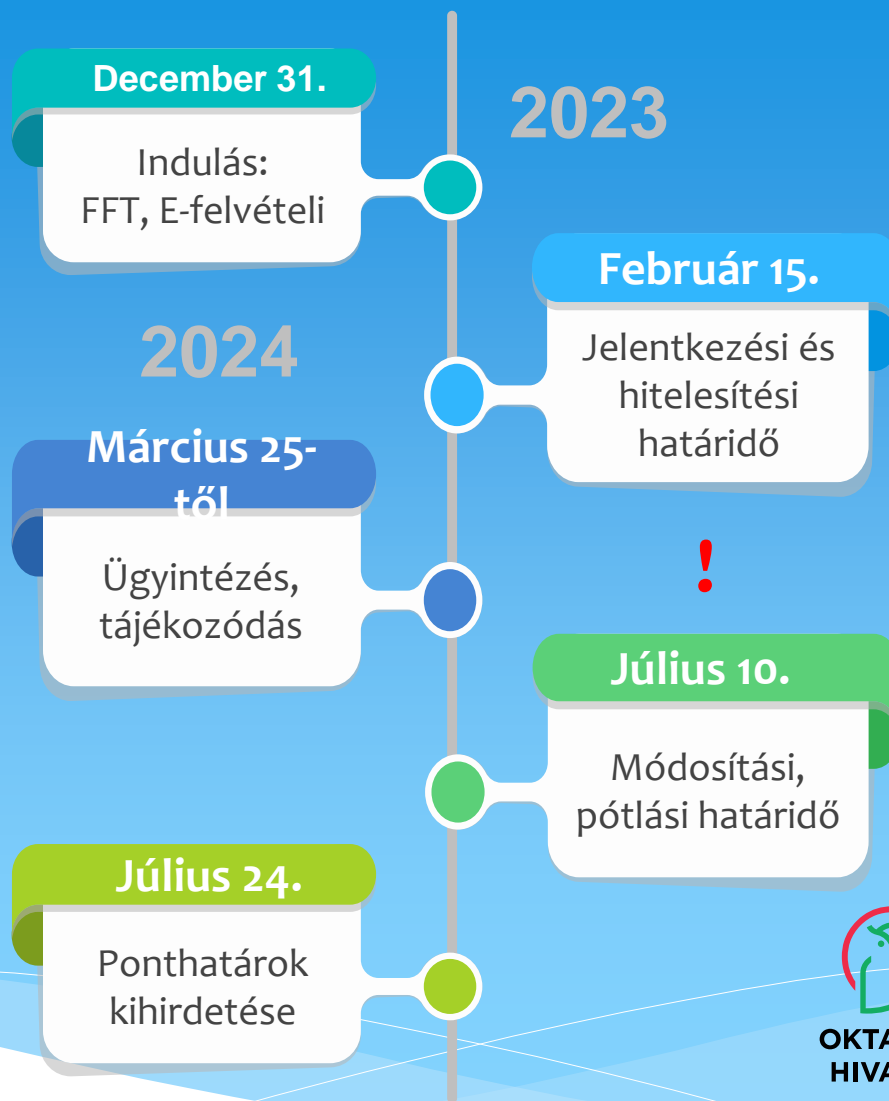 December 31.
2023
Indulás:
FFT, E-felvételi
Február 15.
2024
Jelentkezési és
hitelesítési
határidő
Március 25-
től
Ügyintézés,
tájékozódás
!
Július 10.
Módosítási,
pótlási határidő
Július 24.
Ponthatárok
kihirdetése